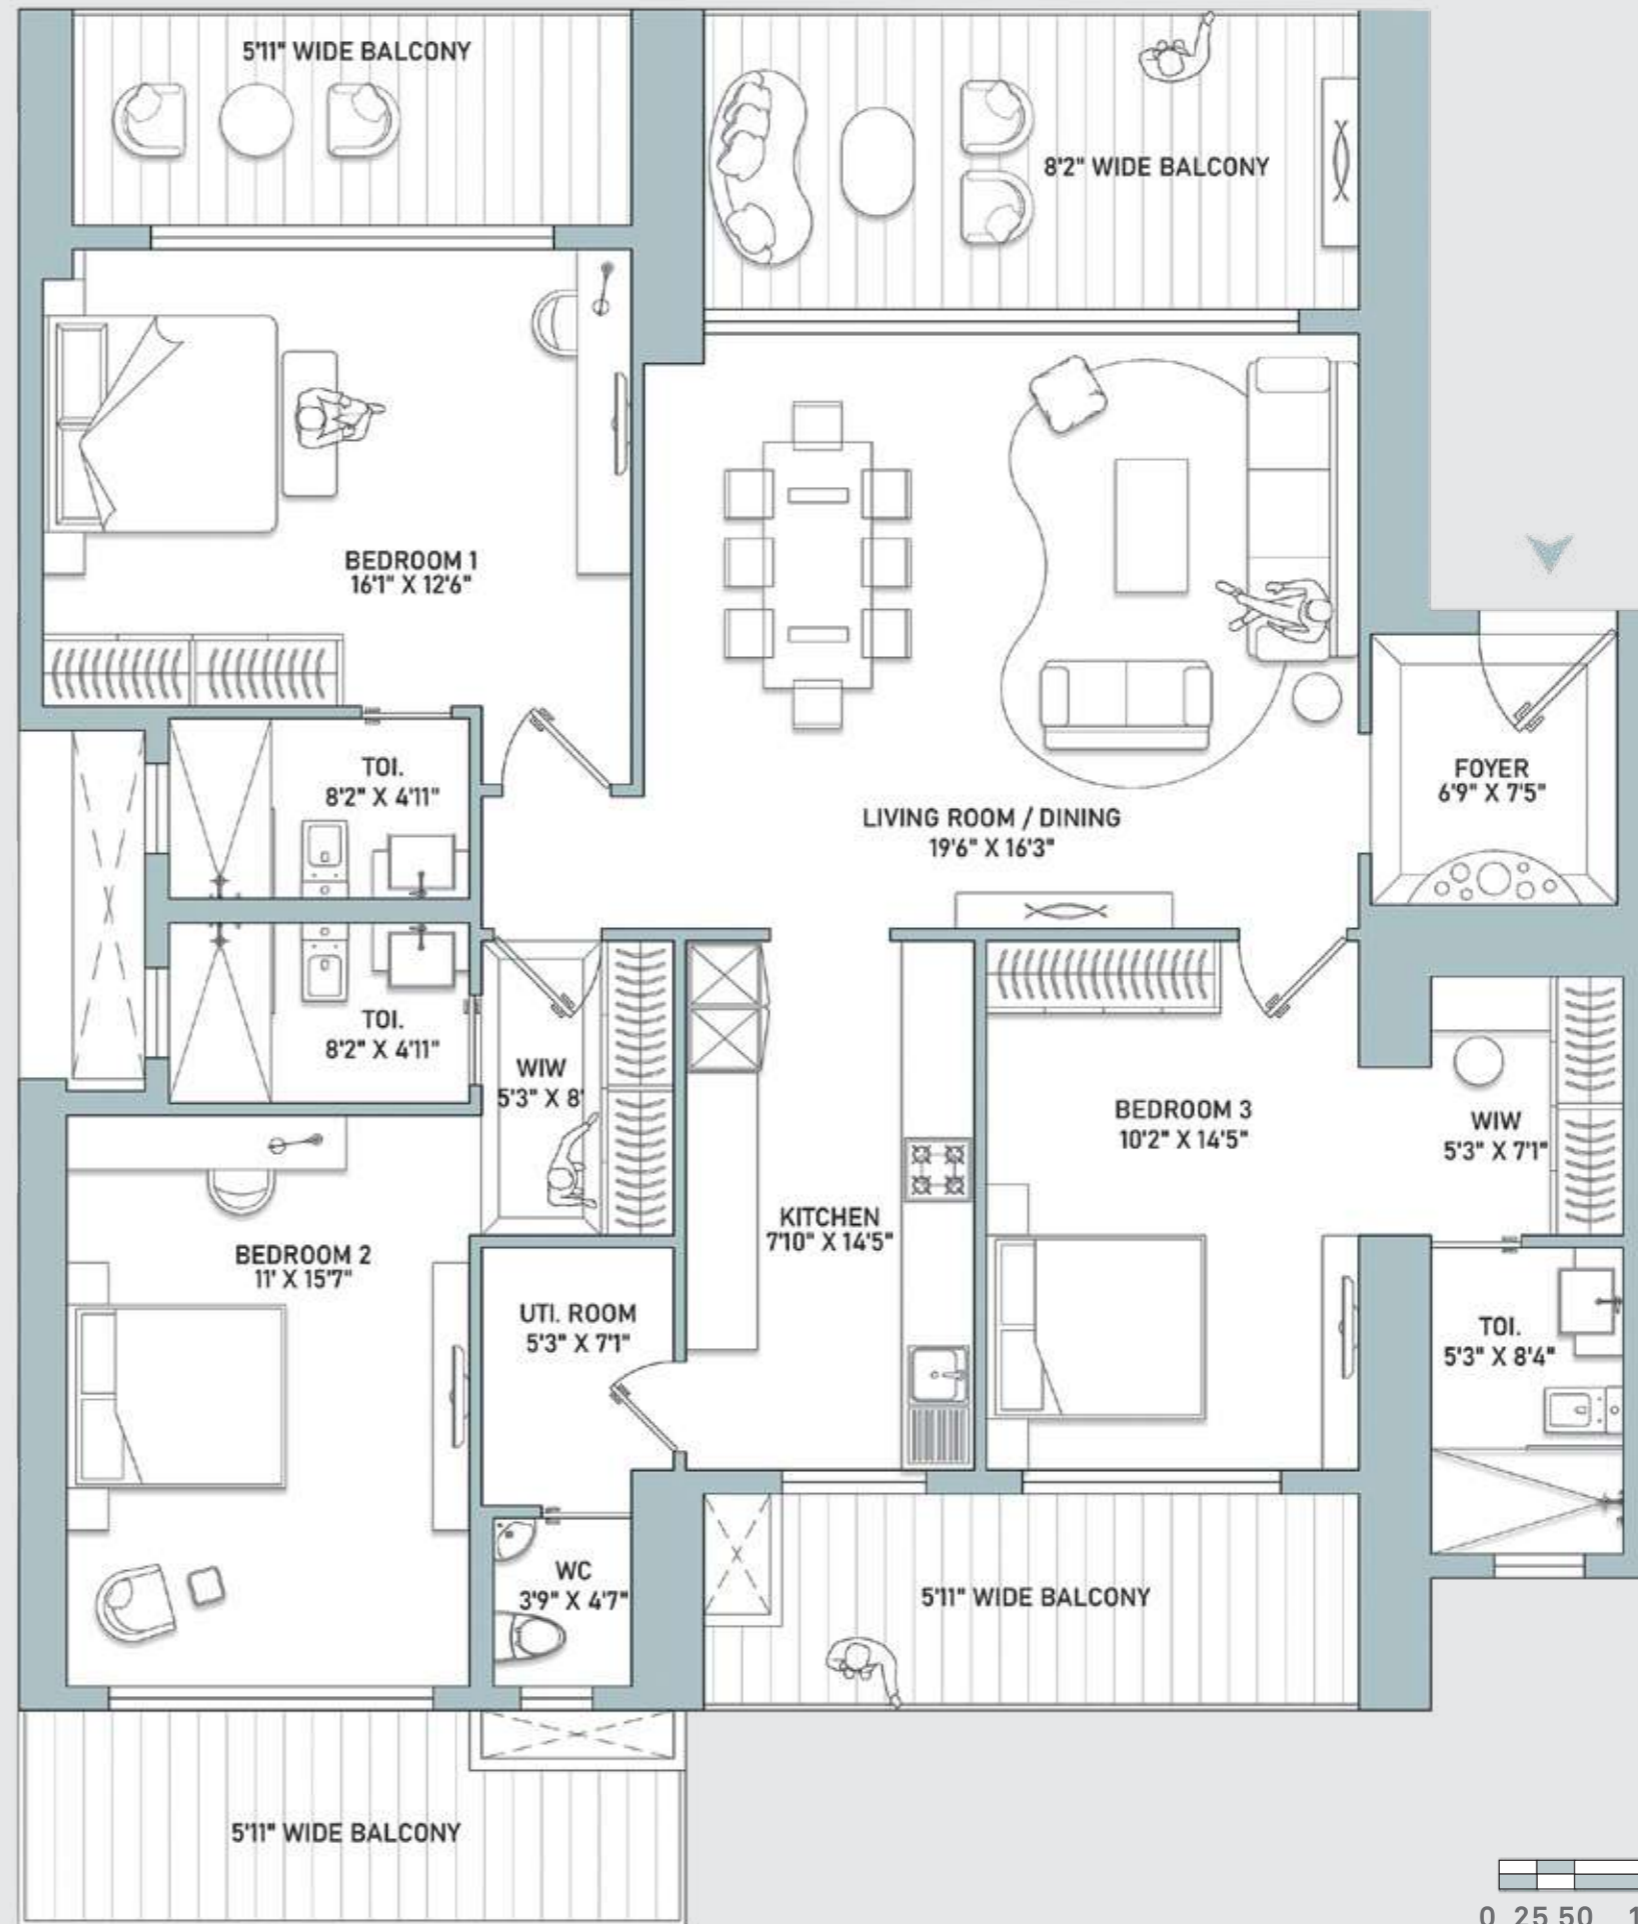 5'11" WIDE BALCONY
8'2" WIDE BALCONY
BEDROOM 1
16'1" X 12'6"
TOI.
8'2" X 4'11"
LIVING ROOM / DINING
19'6" X 16'3"
FOYER
6'9" X 7'5"
TOI.
8'2" X 4'11"
WIW
5'3" X 8'
BEDROOM 3
10'2" X 14'5"
WIW
5'3" X 7'1"
KITCHEN
7'10" X 14'5"
BEDROOM 2
11' X 15'7"
UTI. ROOM
5'3" X 7'1"
TOI.
5'3" X 8'4"
WC
3'9" X 4'7"
5'11" WIDE BALCONY
5'11" WIDE BALCONY
0 25 50 1